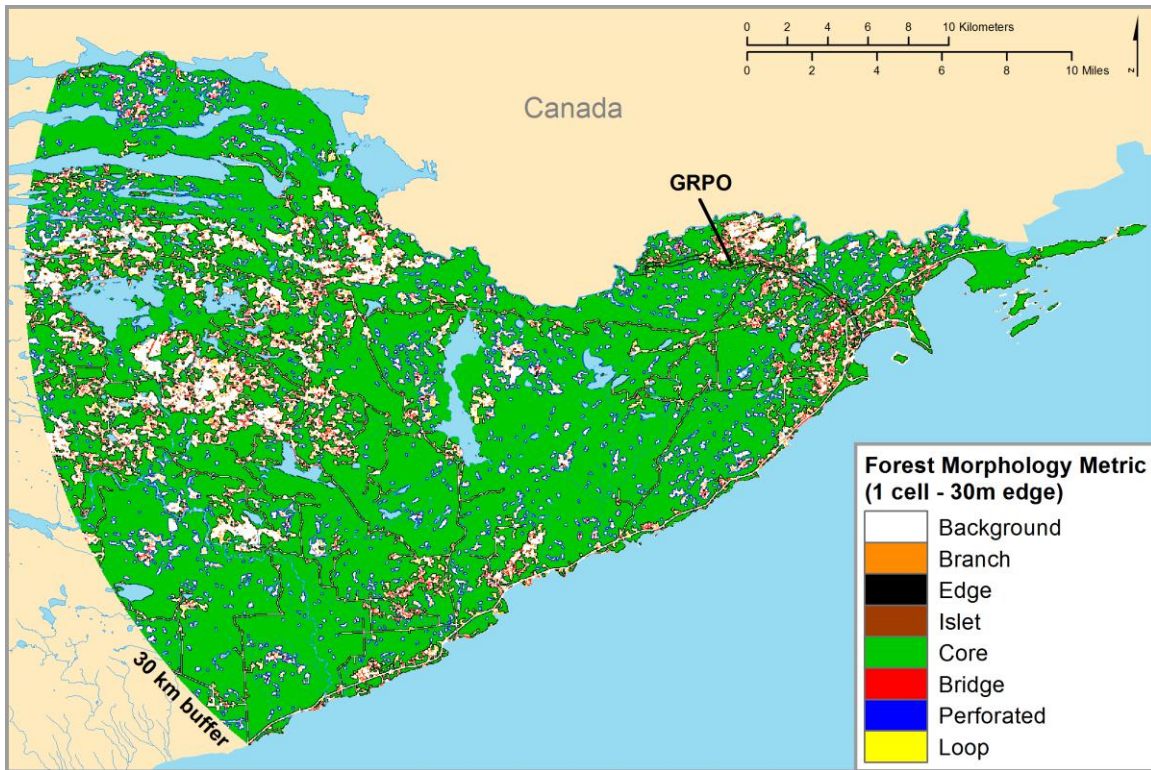 0 2 4 6 8 10 Kilometers
0 2 4 6 8 10 Miles
N
Canada
GRPO
30 km buffer
Forest Morphology Metric
(1 cell - 30m edge)
Background
Branch
Edge
Islet
Core
Bridge
Perforated
Loop